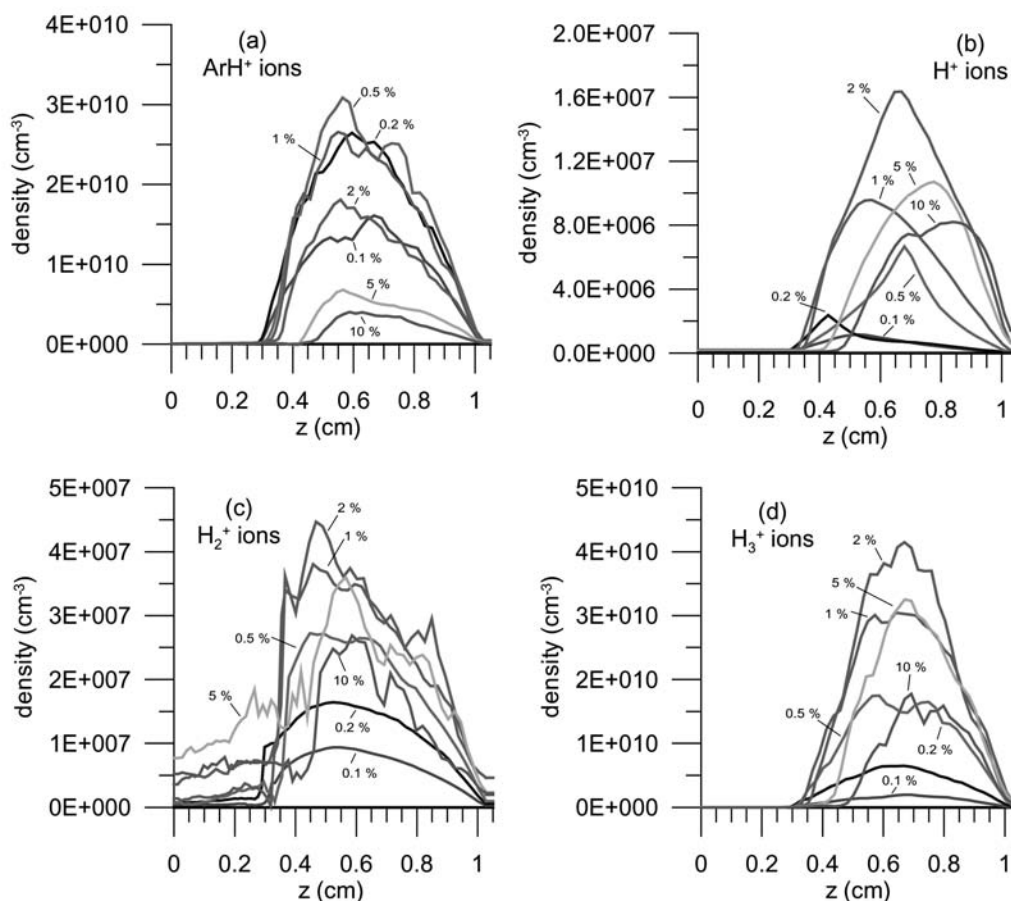 (a)
ArH⁺ ions
density (cm⁻³)
4E+010
3E+010
2E+010
1E+010
0E+000
0.5 %
0.2 %
1 %
2 %
0.1 %
5 %
10 %
0 0.2 0.4 0.6 0.8 1
z (cm)
(b)
H⁺ ions
density (cm⁻³)
2.0E+007
1.6E+007
1.2E+007
8.0E+006
4.0E+006
0.0E+000
2 %
5 %
1 %
10 %
0.2 %
0.5 %
0.1 %
0 0.2 0.4 0.6 0.8 1
z (cm)
(c)
H₂⁺ ions
density (cm⁻³)
5E+007
4E+007
3E+007
2E+007
1E+007
0E+000
2 %
1 %
0.5 %
10 %
5 %
0.2 %
0.1 %
0 0.2 0.4 0.6 0.8 1
z (cm)
(d)
H₃⁺ ions
density (cm⁻³)
5E+010
4E+010
3E+010
2E+010
1E+010
0E+000
2 %
5 %
1 %
10 %
0.5 %
0.2 %
0.1 %
0 0.2 0.4 0.6 0.8 1
z (cm)